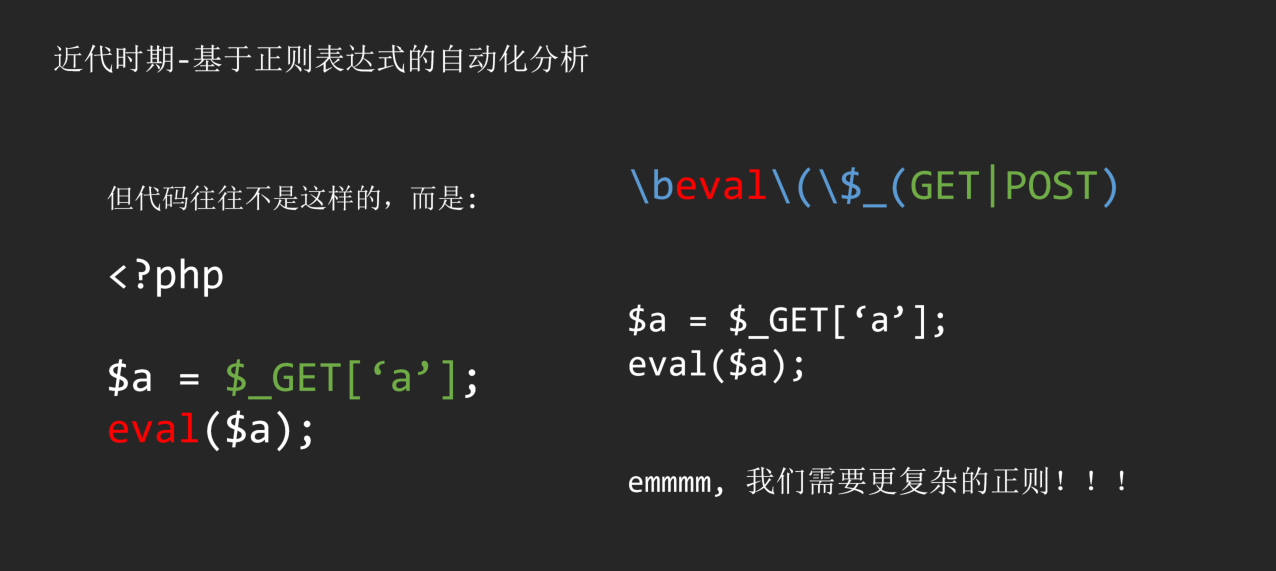 近代时期-基于正则表达式的自动化分析
但代码往往不是这样的，而是:
<?php
$a = $_GET[‘a’];
eval($a);
\beval\(\$_(GET|POST)
$a = $_GET[‘a’];
eval($a);
emmmm, 我们需要更复杂的正则！！！